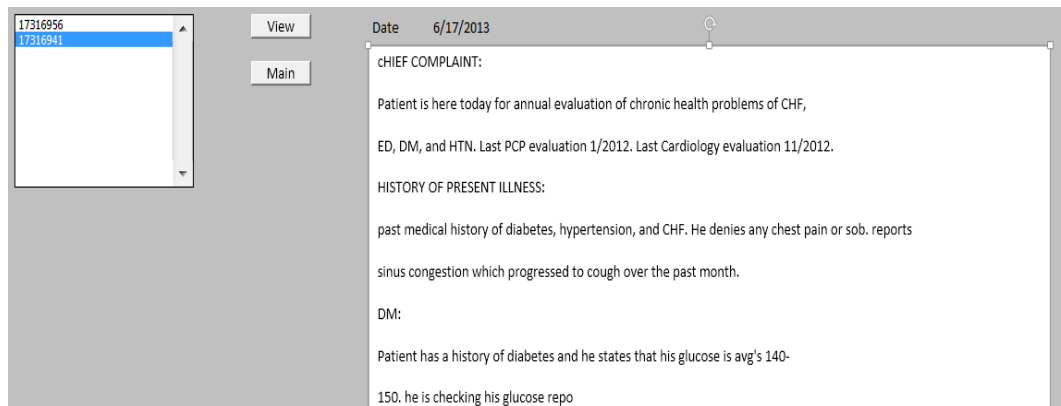 17316956
17316941
View
Main
Date 6/17/2013
cHIEF COMPLAINT:
Patient is here today for annual evaluation of chronic health problems of CHF,
ED, DM, and HTN. Last PCP evaluation 1/2012. Last Cardiology evaluation 11/2012.
HISTORY OF PRESENT ILLNESS:
past medical history of diabetes, hypertension, and CHF. He denies any chest pain or sob. reports
sinus congestion which progressed to cough over the past month.
DM:
Patient has a history of diabetes and he states that his glucose is avg's 140-
150. he is checking his glucose repo